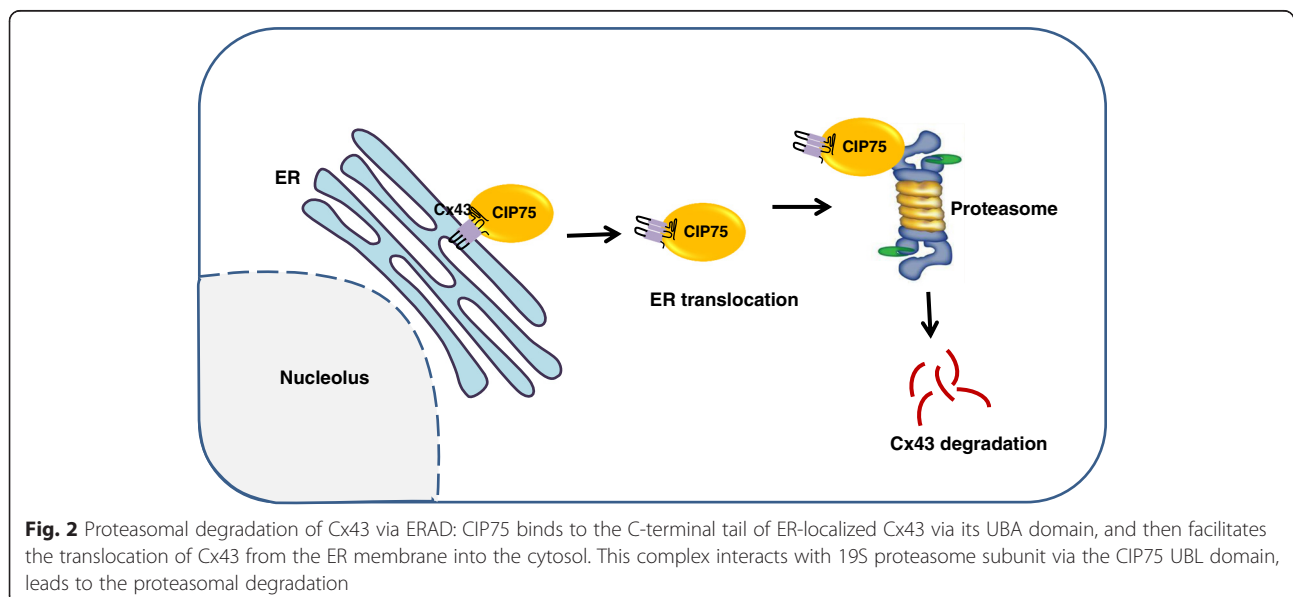 ER
Cx43
CIP75
CIP75
CIP75
Proteasome
ER translocation
Nucleolus
Cx43 degradation
Fig. 2 Proteasomal degradation of Cx43 via ERAD: CIP75 binds to the C-terminal tail of ER-localized Cx43 via its UBA domain, and then facilitates
the translocation of Cx43 from the ER membrane into the cytosol. This complex interacts with 19S proteasome subunit via the CIP75 UBL domain,
leads to the proteasomal degradation